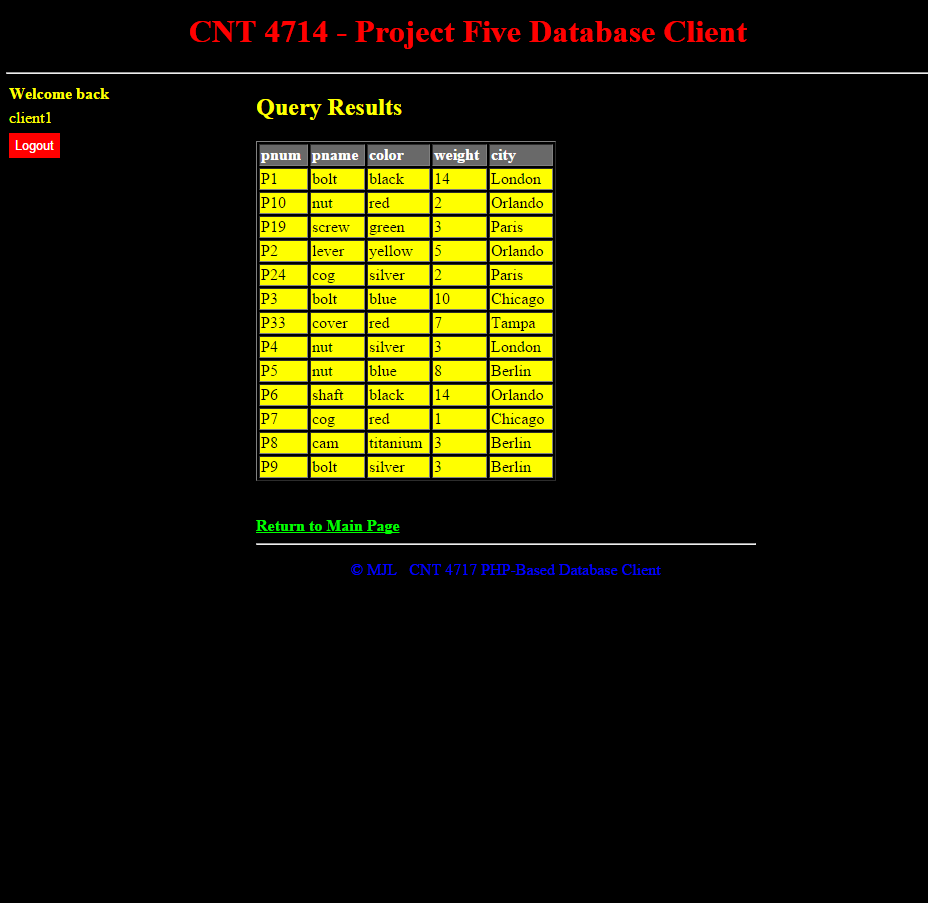 CNT 4714 - Project Five Database Client
Welcome back
client1
Logout
Query Results
pnum pname color weight city
P1 bolt black 14 London
P10 nut red 2 Orlando
P19 screw green 3 Paris
P2 lever yellow 5 Orlando
P24 cog silver 2 Paris
P3 bolt blue 10 Chicago
P33 cover red 7 Tampa
P4 nut silver 3 London
P5 nut blue 8 Berlin
P6 shaft black 14 Orlando
P7 cog red 1 Chicago
P8 cam titanium 3 Berlin
P9 bolt silver 3 Berlin
Return to Main Page
© MJL CNT 4717 PHP-Based Database Client